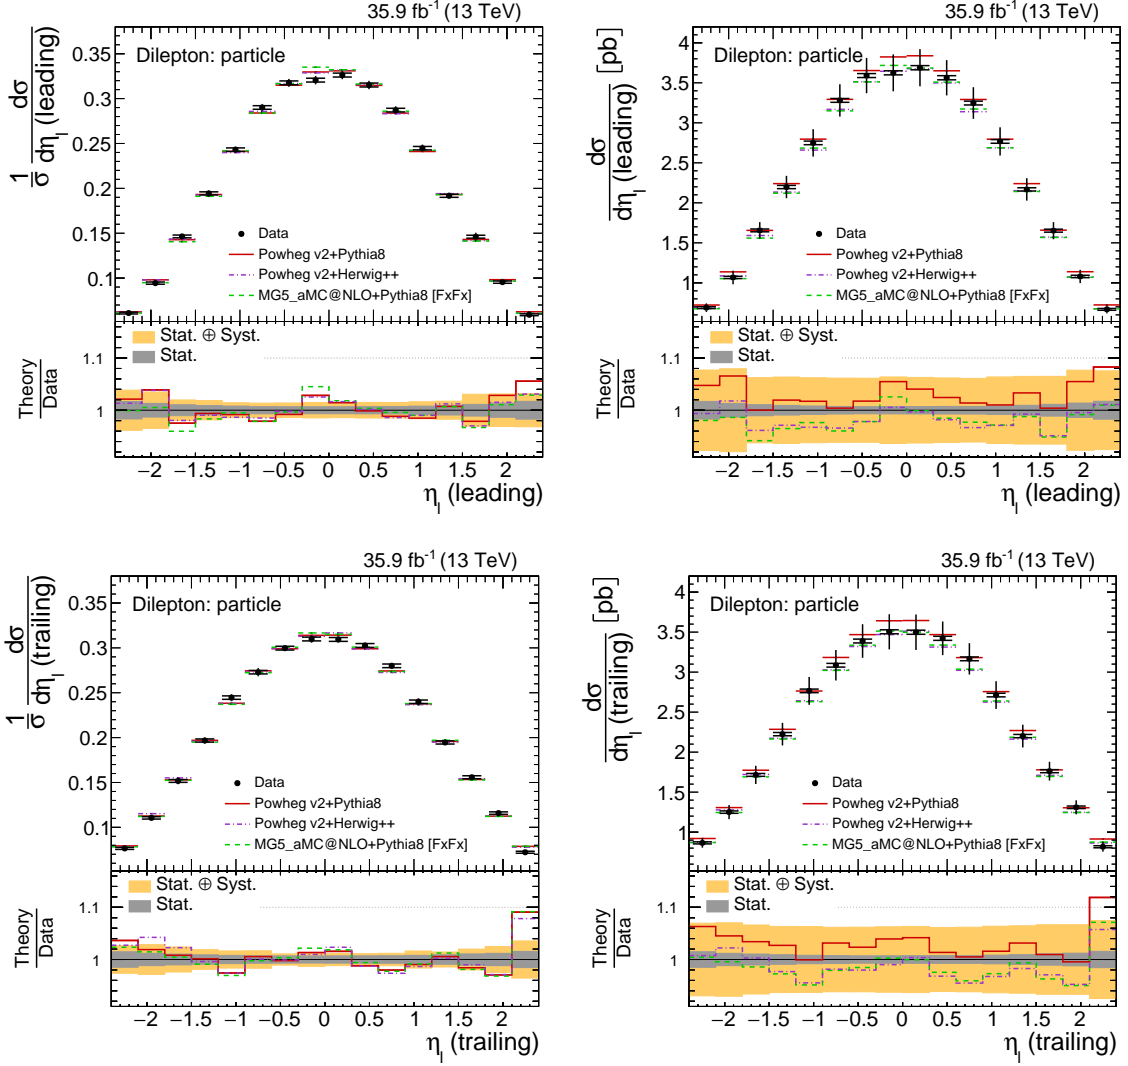 35.9 fb⁻¹ (13 TeV)
1/σ dσ/dη_l (leading)
Dilepton: particle
0.35
0.3
0.25
0.2
0.15
0.1
Data
Powheg v2+Pythia8
Powheg v2+Herwig++
MG5_aMC@NLO+Pythia8 [FxFx]
Theory/Data
Stat. ⊕ Syst.
Stat.
1.1
1
−2 −1.5 −1 −0.5 0 0.5 1 1.5 2
η_l (leading)
35.9 fb⁻¹ (13 TeV)
dσ/dη_l (leading) [pb]
Dilepton: particle
4
3.5
3
2.5
2
1.5
1
Data
Powheg v2+Pythia8
Powheg v2+Herwig++
MG5_aMC@NLO+Pythia8 [FxFx]
Theory/Data
Stat. ⊕ Syst.
Stat.
1.1
1
−2 −1.5 −1 −0.5 0 0.5 1 1.5 2
η_l (leading)
35.9 fb⁻¹ (13 TeV)
1/σ dσ/dη_l (trailing)
Dilepton: particle
0.35
0.3
0.25
0.2
0.15
0.1
Data
Powheg v2+Pythia8
Powheg v2+Herwig++
MG5_aMC@NLO+Pythia8 [FxFx]
Theory/Data
Stat. ⊕ Syst.
Stat.
1.1
1
−2 −1.5 −1 −0.5 0 0.5 1 1.5 2
η_l (trailing)
35.9 fb⁻¹ (13 TeV)
dσ/dη_l (trailing) [pb]
Dilepton: particle
4
3.5
3
2.5
2
1.5
1
Data
Powheg v2+Pythia8
Powheg v2+Herwig++
MG5_aMC@NLO+Pythia8 [FxFx]
Theory/Data
Stat. ⊕ Syst.
Stat.
1.1
1
−2 −1.5 −1 −0.5 0 0.5 1 1.5 2
η_l (trailing)